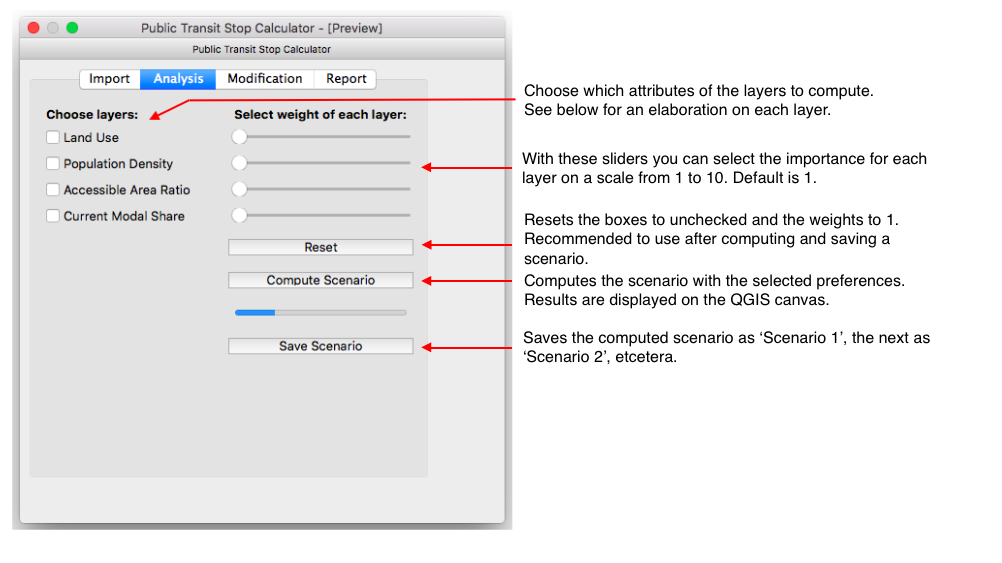 Public Transit Stop Calculator - [Preview]
Public Transit Stop Calculator
Import Analysis Modification Report
Choose layers:
Land Use
Population Density
Accessible Area Ratio
Current Modal Share
Select weight of each layer:
Reset
Compute Scenario
Save Scenario
Choose which attributes of the layers to compute.
See below for an elaboration on each layer.
With these sliders you can select the importance for each
layer on a scale from 1 to 10. Default is 1.
Resets the boxes to unchecked and the weights to 1.
Recommended to use after computing and saving a
scenario.
Computes the scenario with the selected preferences.
Results are displayed on the QGIS canvas.
Saves the computed scenario as ‘Scenario 1’, the next as
‘Scenario 2’, etcetera.